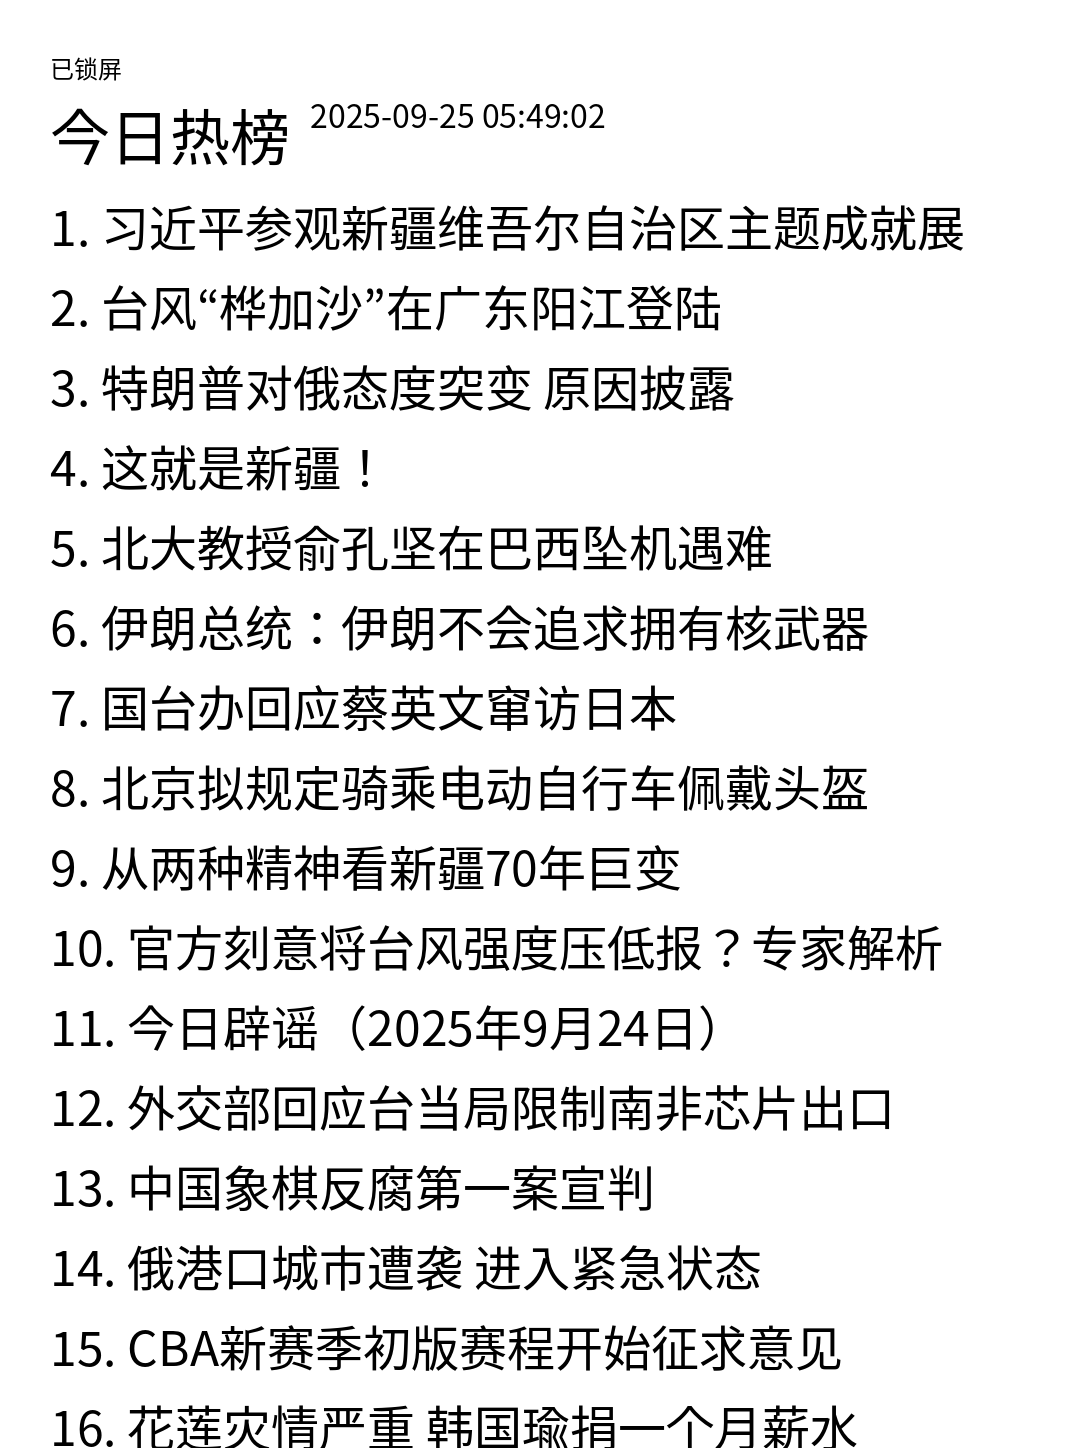 已锁屏
今日热榜 2025-09-25 05:49:02
1. 习近平参观新疆维吾尔自治区主题成就展
2. 台风“桦加沙”在广东阳江登陆
3. 特朗普对俄态度突变 原因披露
4. 这就是新疆！
5. 北大教授俞孔坚在巴西坠机遇难
6. 伊朗总统：伊朗不会追求拥有核武器
7. 国台办回应蔡英文窜访日本
8. 北京拟规定骑乘电动自行车佩戴头盔
9. 从两种精神看新疆70年巨变
10. 官方刻意将台风强度压低报？专家解析
11. 今日辟谣（2025年9月24日）
12. 外交部回应台当局限制南非芯片出口
13. 中国象棋反腐第一案宣判
14. 俄港口城市遭袭 进入紧急状态
15. CBA新赛季初版赛程开始征求意见
16. 花莲灾情严重 韩国瑜捐一个月薪水